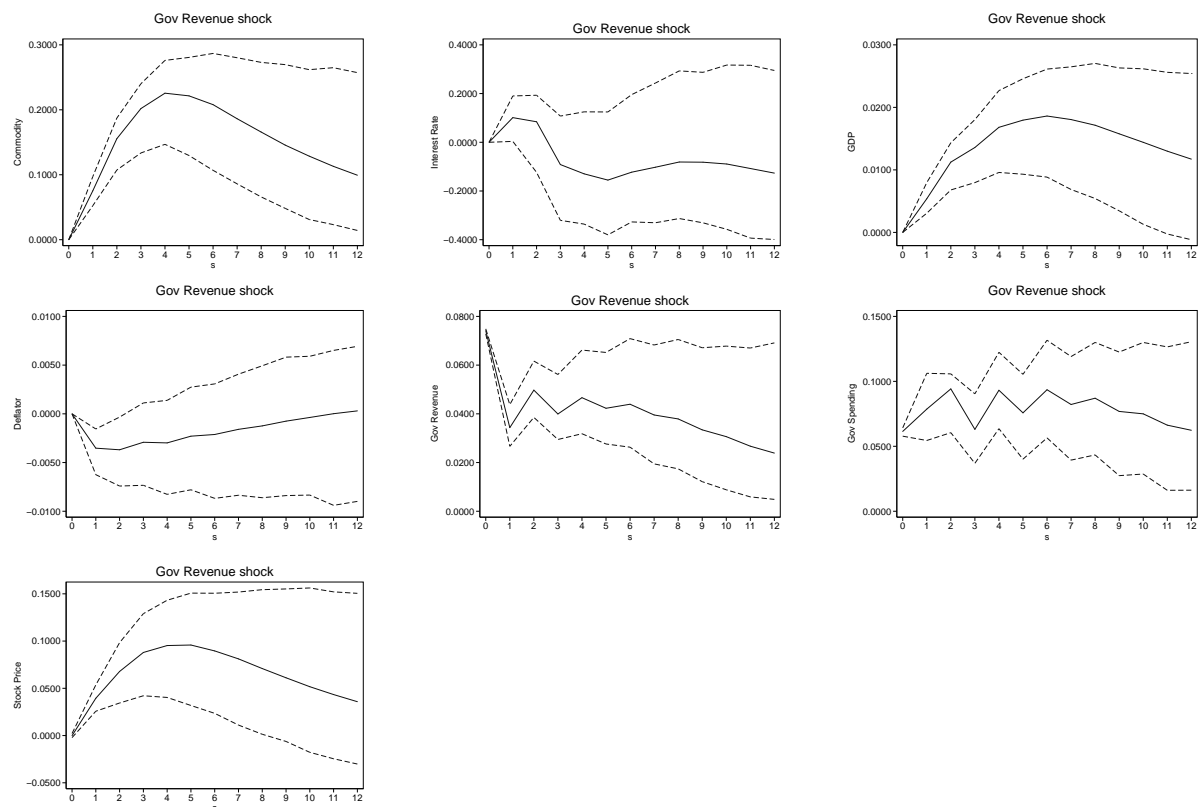 Gov Revenue shock
Commodity
0.3000
0.2000
0.1000
0.0000
0 1 2 3 4 5 6 7 8 9 10 11 12
s
Gov Revenue shock
Interest Rate
0.4000
0.2000
0.0000
−0.2000
−0.4000
0 1 2 3 4 5 6 7 8 9 10 11 12
s
Gov Revenue shock
GDP
0.0300
0.0200
0.0100
0.0000
0 1 2 3 4 5 6 7 8 9 10 11 12
s
Gov Revenue shock
Deflator
0.0100
0.0050
0.0000
−0.0050
−0.0100
0 1 2 3 4 5 6 7 8 9 10 11 12
s
Gov Revenue shock
Gov Revenue
0.0800
0.0600
0.0400
0.0200
0.0000
0 1 2 3 4 5 6 7 8 9 10 11 12
s
Gov Revenue shock
Gov Spending
0.1500
0.1000
0.0500
0.0000
0 1 2 3 4 5 6 7 8 9 10 11 12
s
Gov Revenue shock
Stock Price
0.1500
0.1000
0.0500
0.0000
−0.0500
0 1 2 3 4 5 6 7 8 9 10 11 12